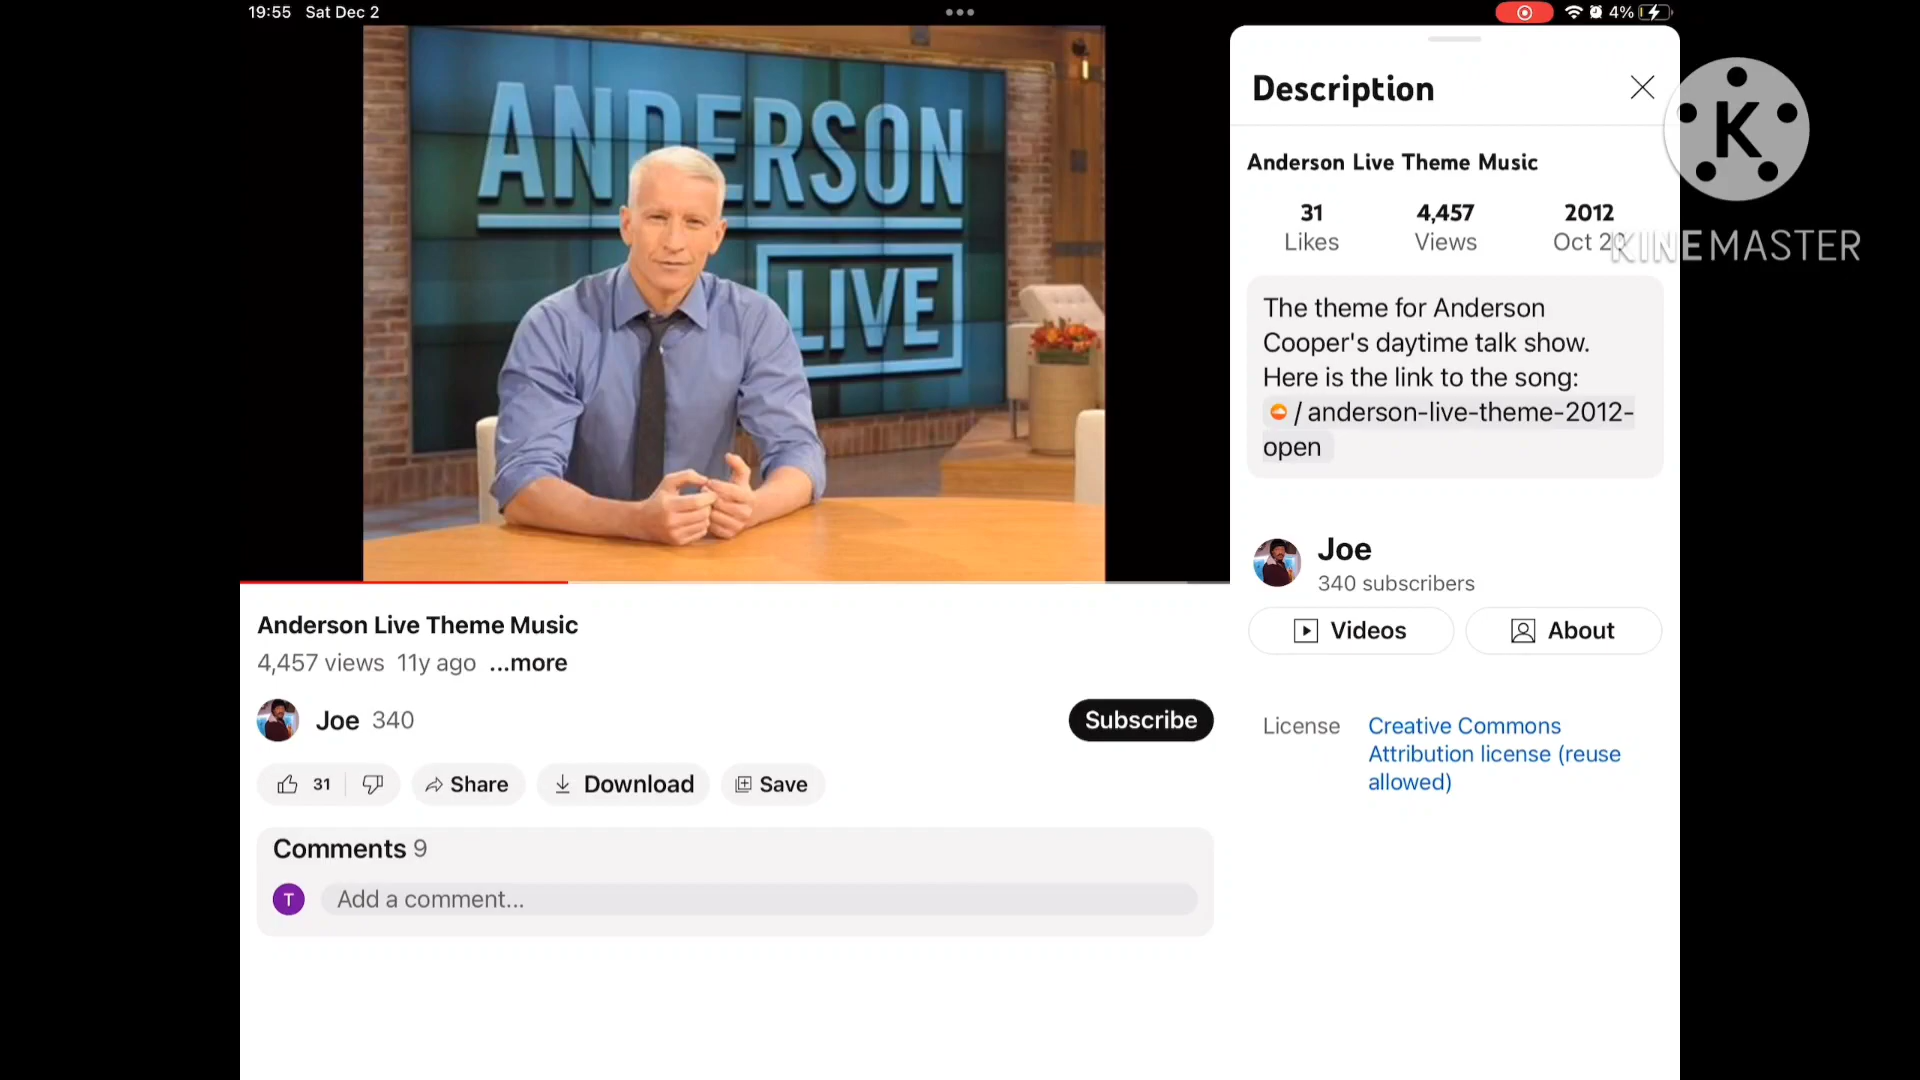 19:55 Sat Dec 2
4%
ANDERSON
LIVE
Description
K
KINEMASTER
Anderson Live Theme Music
31
Likes
4,457
Views
2012
Oct
The theme for Anderson
Cooper's daytime talk show.
Here is the link to the song:
/ anderson-live-theme-2012-
open
Joe
340 subscribers
Videos
About
License
Creative Commons
Attribution license (reuse
allowed)
Anderson Live Theme Music
4,457 views 11y ago ...more
Joe 340
Subscribe
31
Share
Download
Save
Comments 9
T
Add a comment...